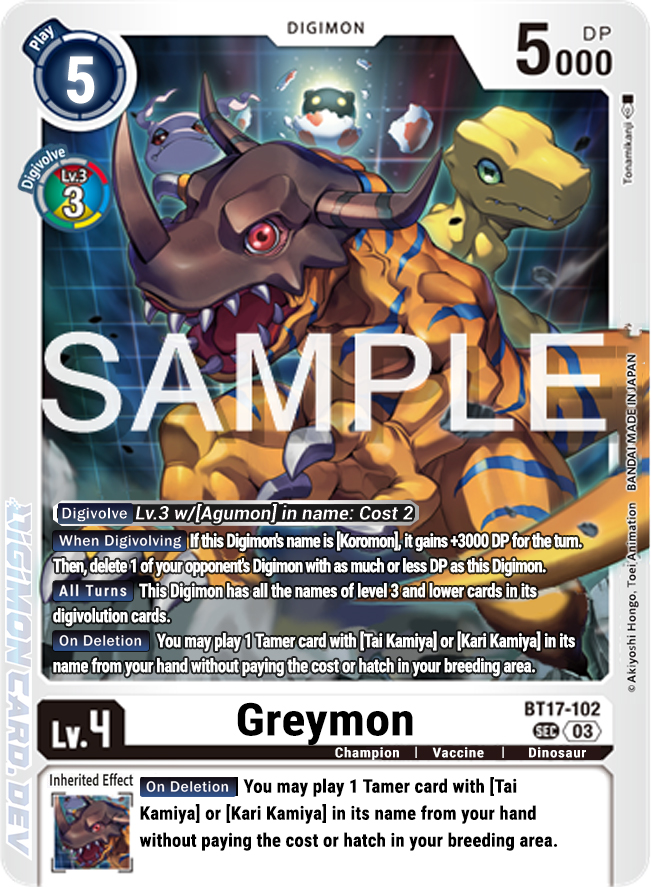 DIGIMON
Play
5
DP
5000
Digivolve
Lv.3
3
Tonamikanji
SAMPLE
BANDAI MADE IN JAPAN
© Akiyoshi Hongo, Toei Animation
DIGIMON CARD.DEV
Digivolve Lv.3 w/[Agumon] in name: Cost 2
When Digivolving If this Digimon's name is [Koromon], it gains +3000 DP for the turn.
Then, delete 1 of your opponent's Digimon with as much or less DP as this Digimon.
All Turns This Digimon has all the names of level 3 and lower cards in its
digivolution cards.
On Deletion You may play 1 Tamer card with [Tai Kamiya] or [Kari Kamiya] in its
name from your hand without paying the cost or hatch in your breeding area.
Lv.4
Greymon
BT17-102
SEC 03
Champion | Vaccine | Dinosaur
Inherited Effect
On Deletion You may play 1 Tamer card with [Tai
Kamiya] or [Kari Kamiya] in its name from your hand
without paying the cost or hatch in your breeding area.